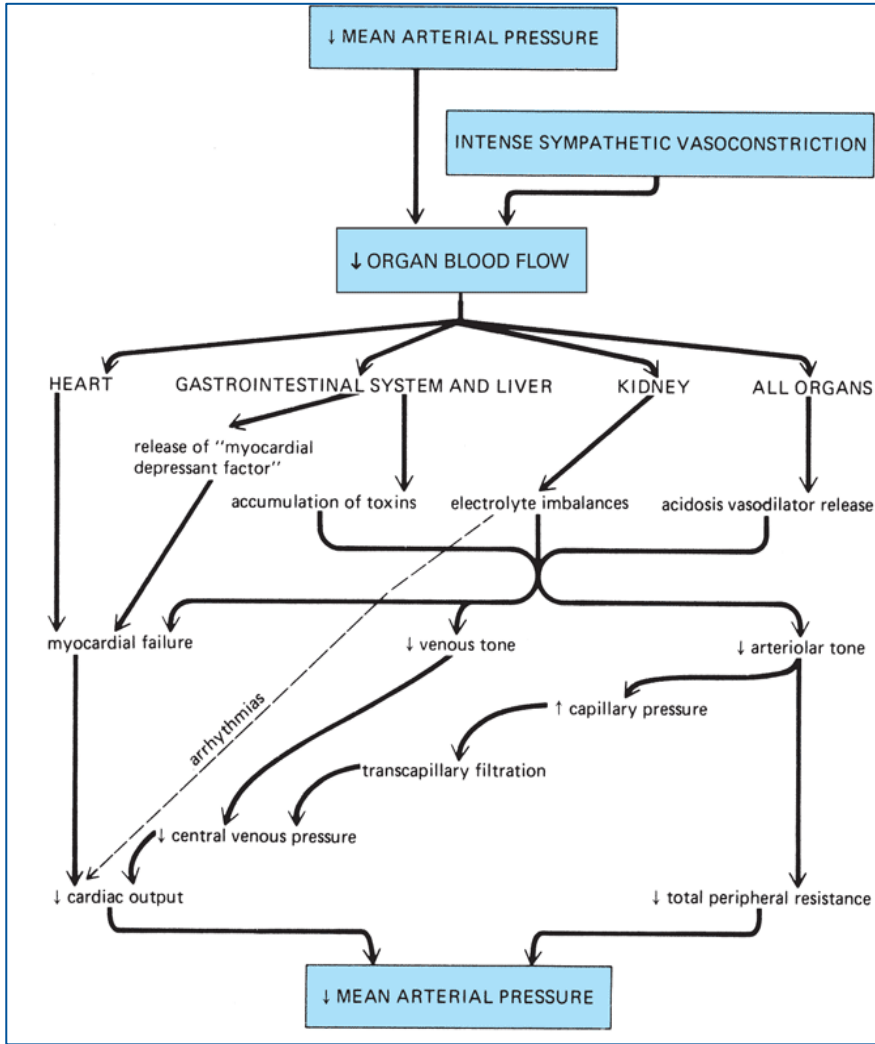 ↓ MEAN ARTERIAL PRESSURE
INTENSE SYMPATHETIC VASOCONSTRICTION
↓ ORGAN BLOOD FLOW
HEART
GASTROINTESTINAL SYSTEM AND LIVER
KIDNEY
ALL ORGANS
release of "myocardial
depressant factor"
accumulation of toxins
electrolyte imbalances
acidosis vasodilator release
myocardial failure
↓ venous tone
↓ arteriolar tone
↑ capillary pressure
arrhythmias
transcapillary filtration
↓ central venous pressure
↓ cardiac output
↓ total peripheral resistance
↓ MEAN ARTERIAL PRESSURE